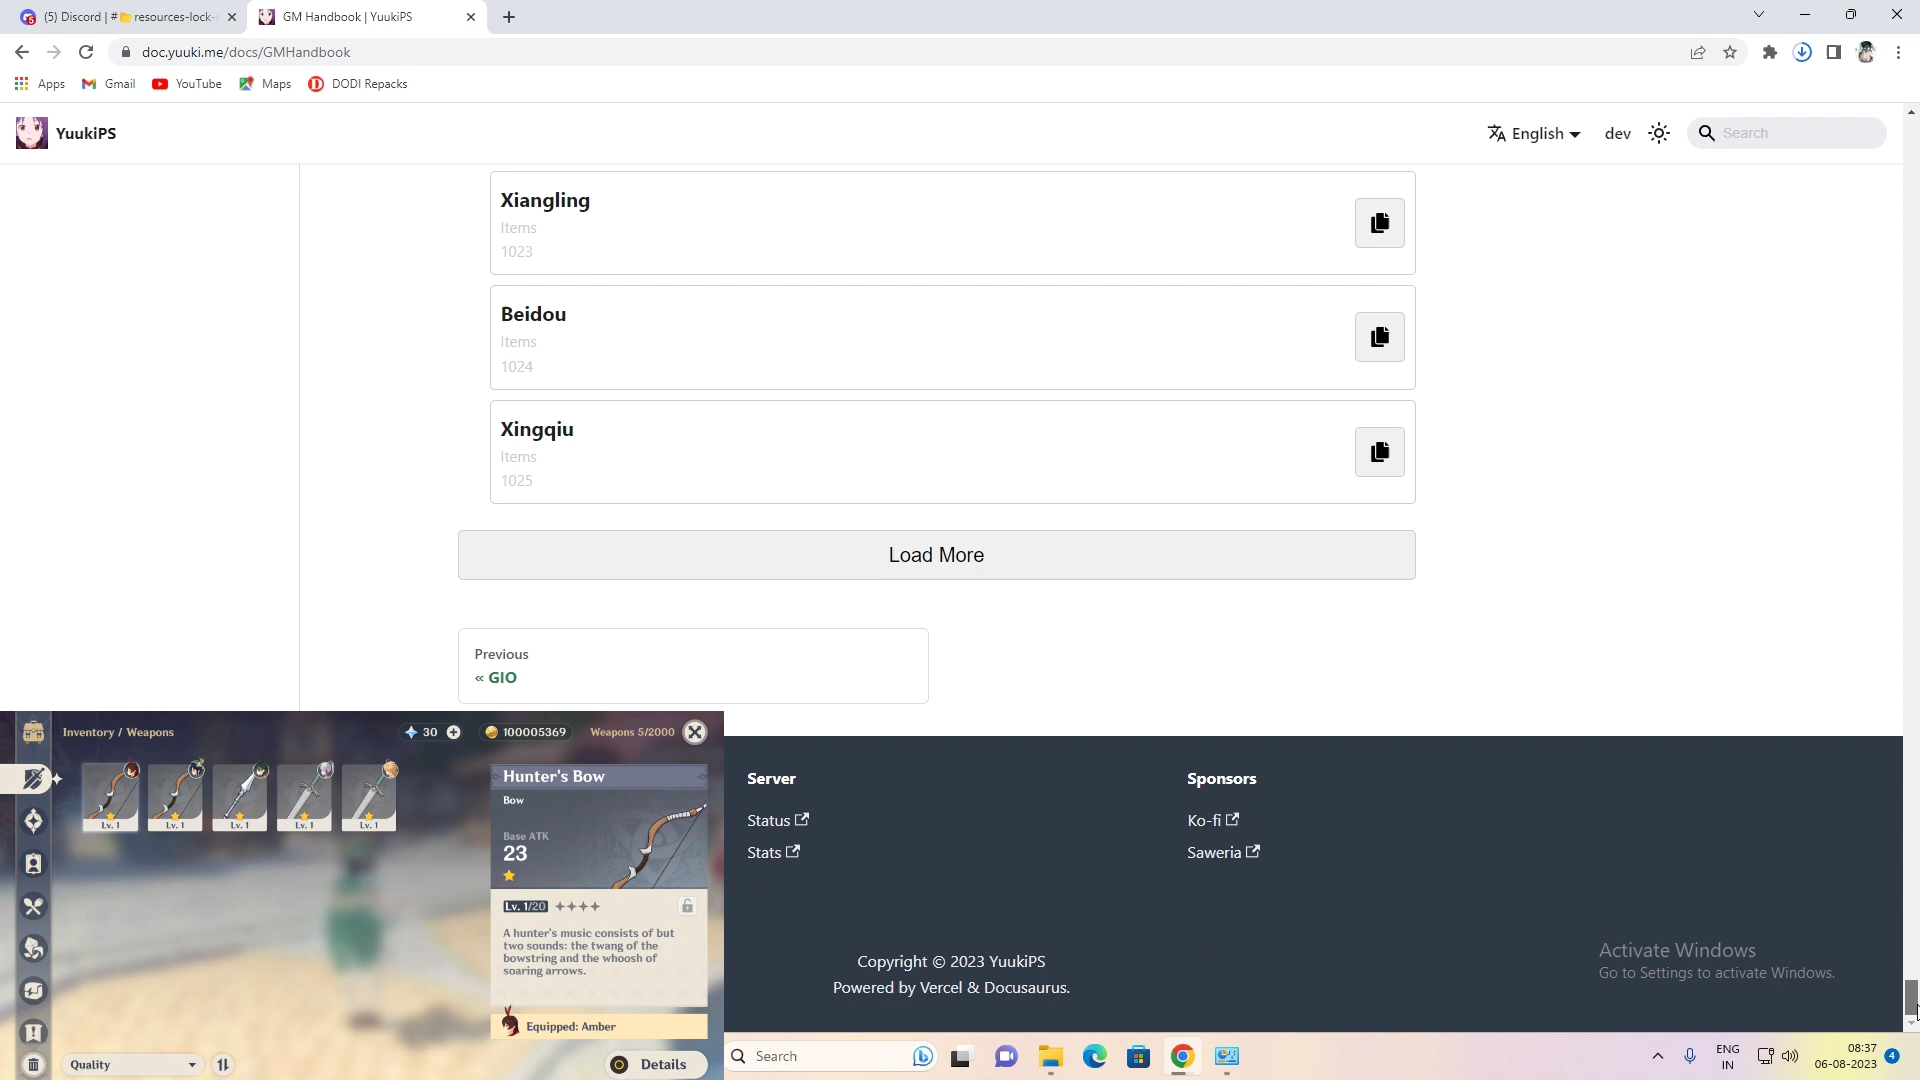 (5) Discord | #📁resources-lock-s
GM Handbook | YuukiPS
doc.yuuki.me/docs/GMHandbook
Apps
Gmail
YouTube
Maps
DODI Repacks
YuukiPS
English
dev
Search
Xiangling
Items
1023
Beidou
Items
1024
Xingqiu
Items
1025
Load More
Previous
« GIO
Inventory / Weapons
30
100005369
Weapons 5/2000
Lv. 1
Lv. 1
Lv. 1
Lv. 1
Lv. 1
Hunter's Bow
Bow
Base ATK
23
Lv. 1/20
A hunter's music consists of but
two sounds: the twang of the
bowstring and the whoosh of
soaring arrows.
Equipped: Amber
Quality
Details
Server
Status
Stats
Sponsors
Ko-fi
Saweria
Copyright © 2023 YuukiPS
Powered by Vercel & Docusaurus.
Activate Windows
Go to Settings to activate Windows.
Search
ENG
IN
08:37
06-08-2023
4